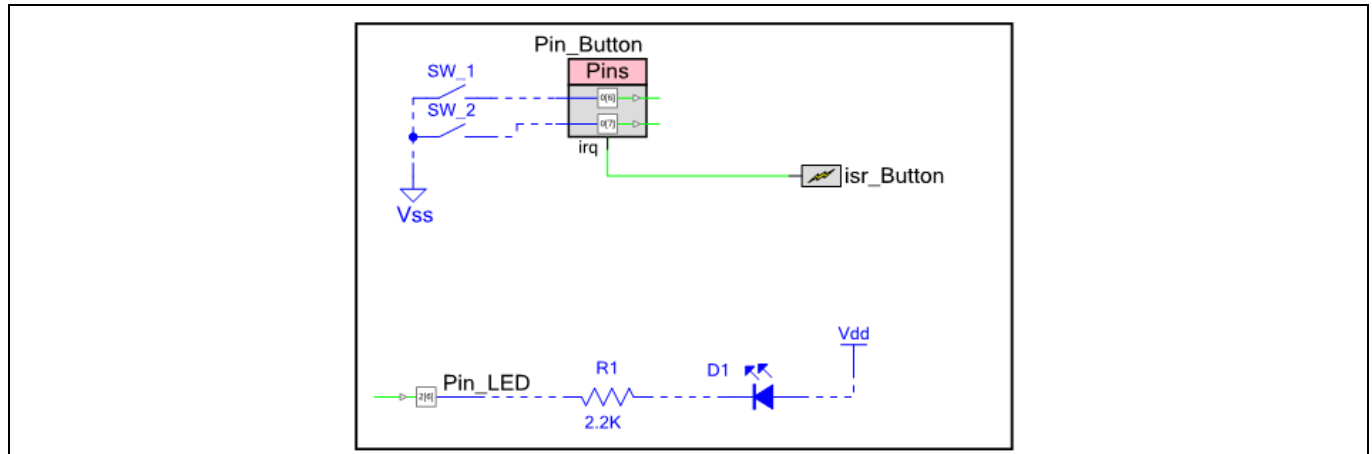 Pin_Button
Pins
SW_1
0[6]
SW_2
0[7]
irq
isr_Button
Vss
Vdd
R1
D1
Pin_LED
2[6]
2.2K